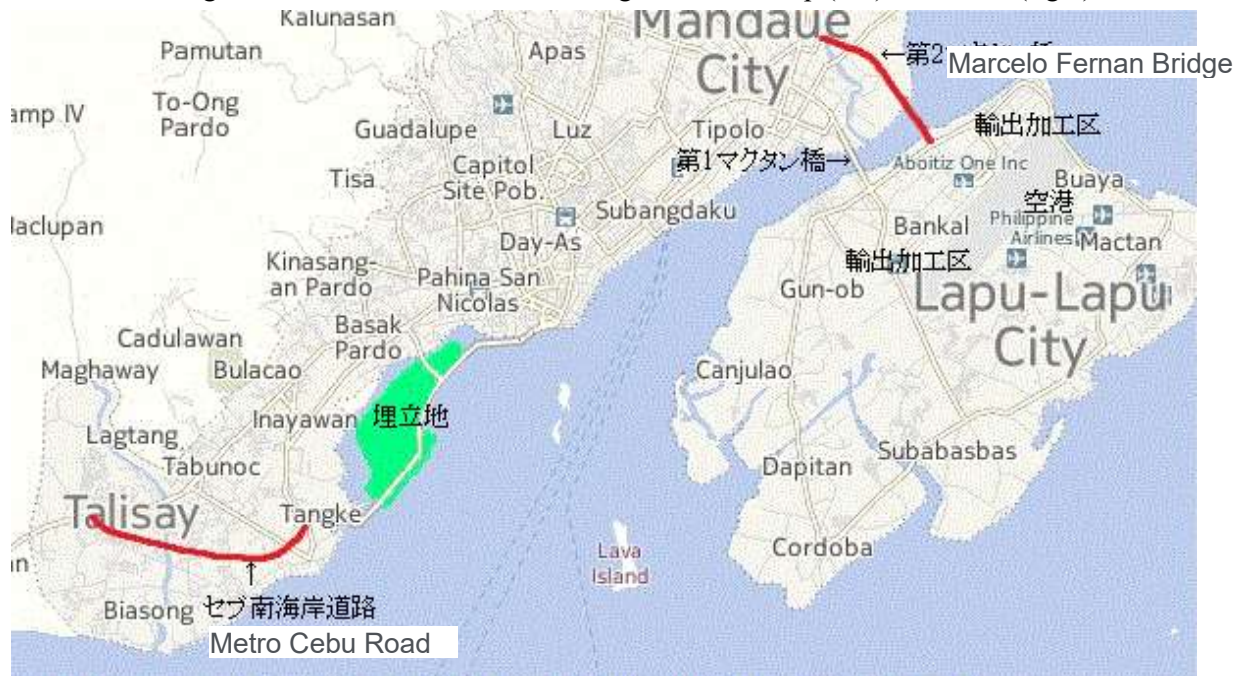 Kalunasan
Mandaue
City
Pamutan
Apas
←第2
Marcelo Fernan Bridge
To-Ong
Pardo
amp IV
Guadalupe
Luz
Tipolo
輸出加工区
第1マクタン橋→
Aboitiz One Inc
Capitol
Site Pob.
Tisa
Buaya
空港
Subangdaku
Bankal
Philippine
Airlines
Mactan
Baclupan
Day-As
輸出加工区
Kinasang-
an Pardo
Pahina San
Nicolas
Gun-ob
Lapu-Lapu
City
Basak
Pardo
Cadulawan
Maghaway
Bulacao
Canjulao
Inayawan
埋立地
Lagtang
Tabunoc
Dapitan
Subabasbas
Talisay
Tangke
Lava
Island
Cordoba
an
↑
Biasong
セブ南海岸道路
Metro Cebu Road